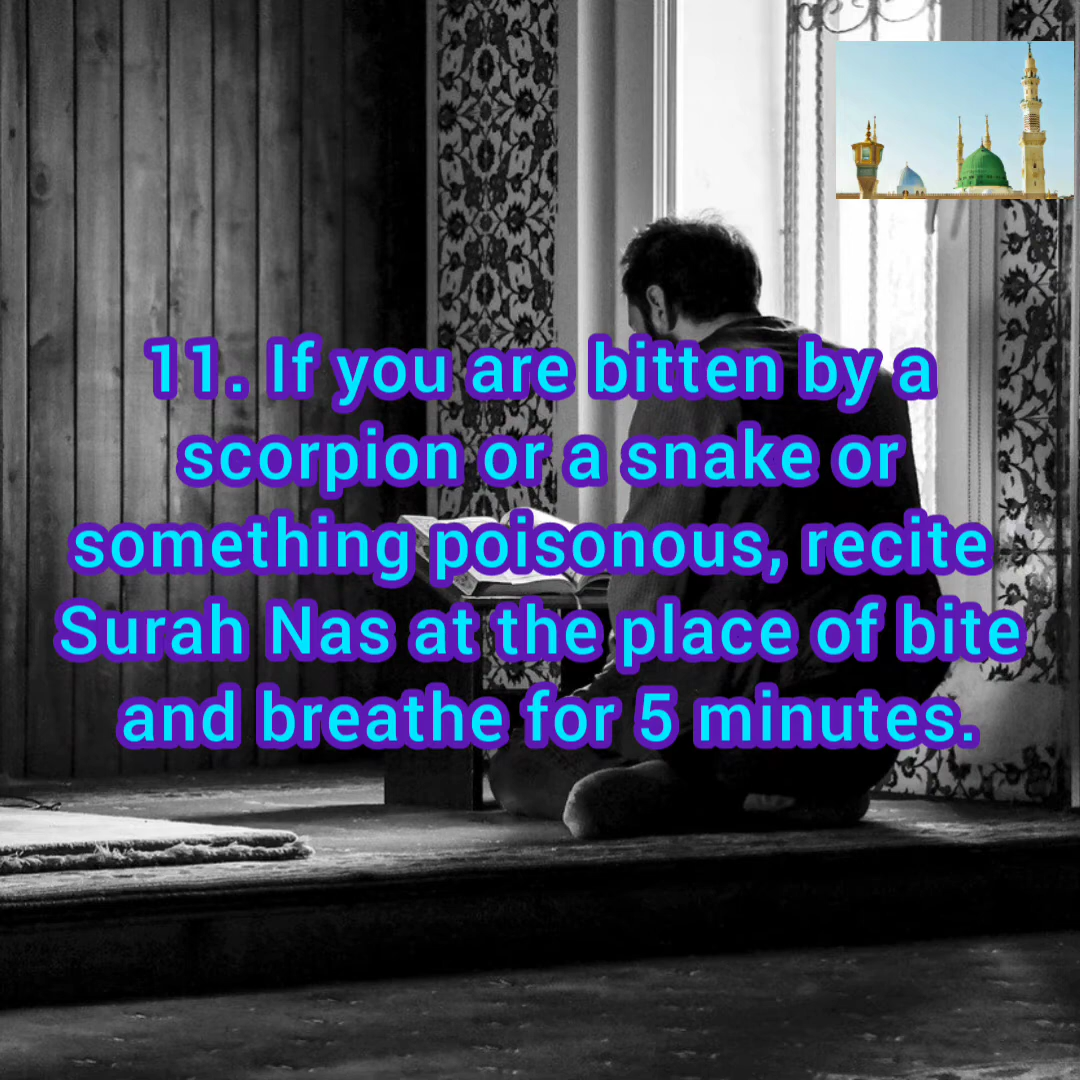 11. If you are bitten by a
scorpion or a snake or
something poisonous, recite
Surah Nas at the place of bite
and breathe for 5 minutes.